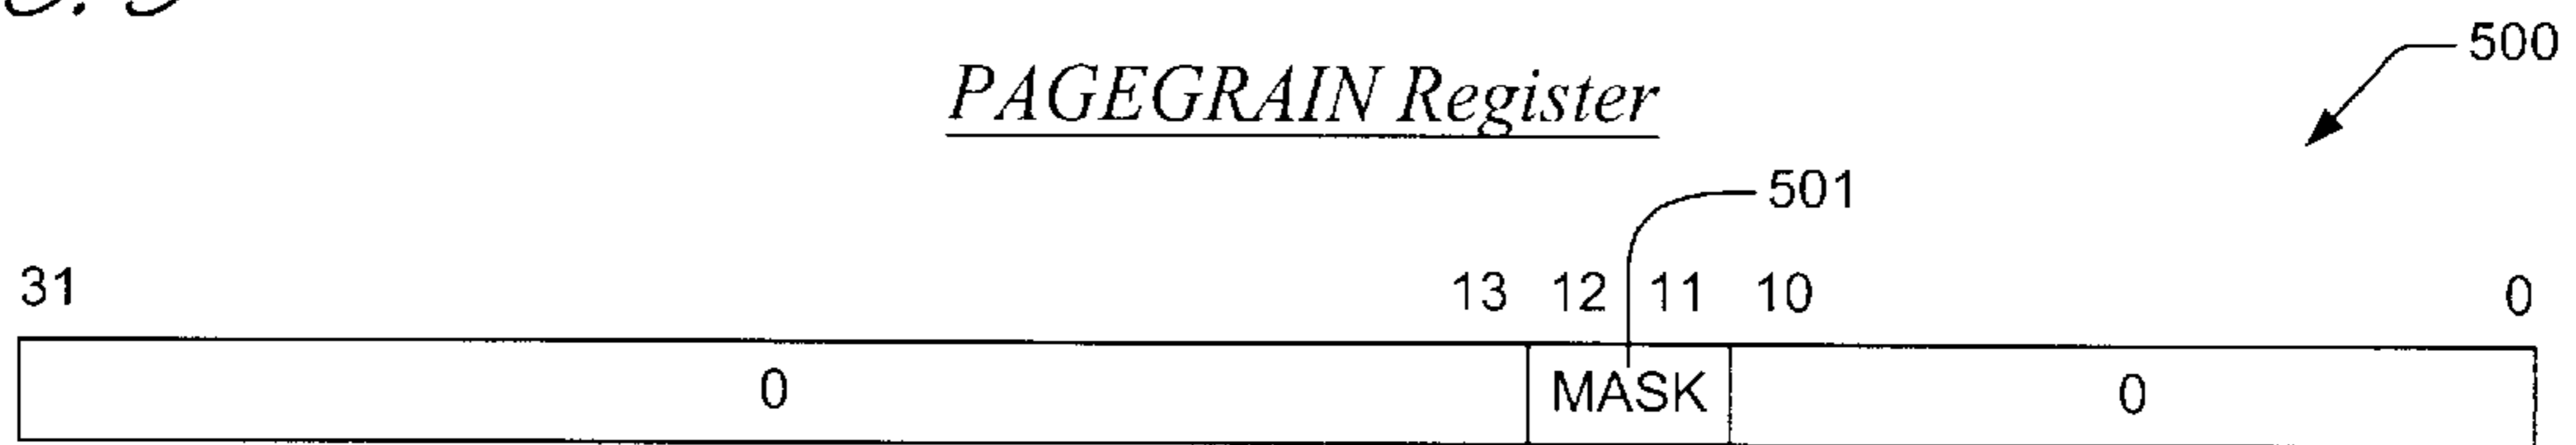 500
PAGEGRAIN Register
501
31 13 12 11 10 0
0 MASK 0